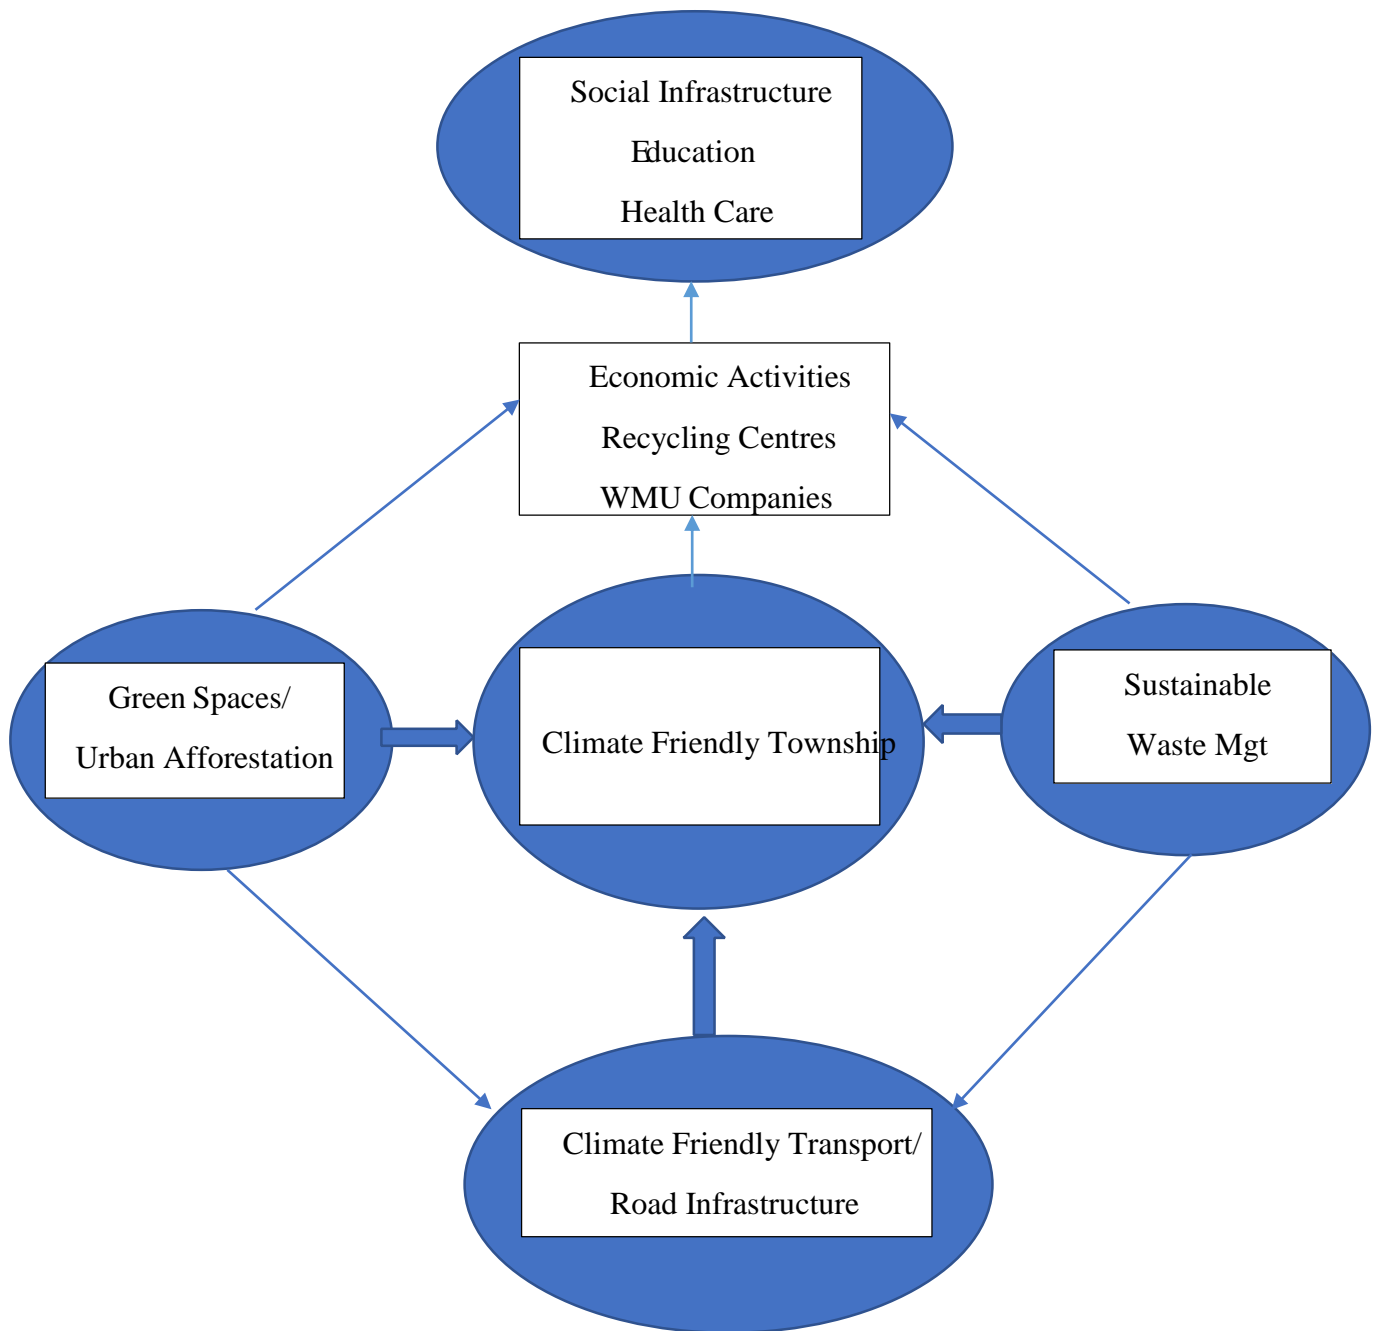 Social Infrastructure
Education
Health Care
Economic Activities
Recycling Centres
WMU Companies
Green Spaces/
Urban Afforestation
Climate Friendly Township
Sustainable
Waste Mgt
Climate Friendly Transport/
Road Infrastructure